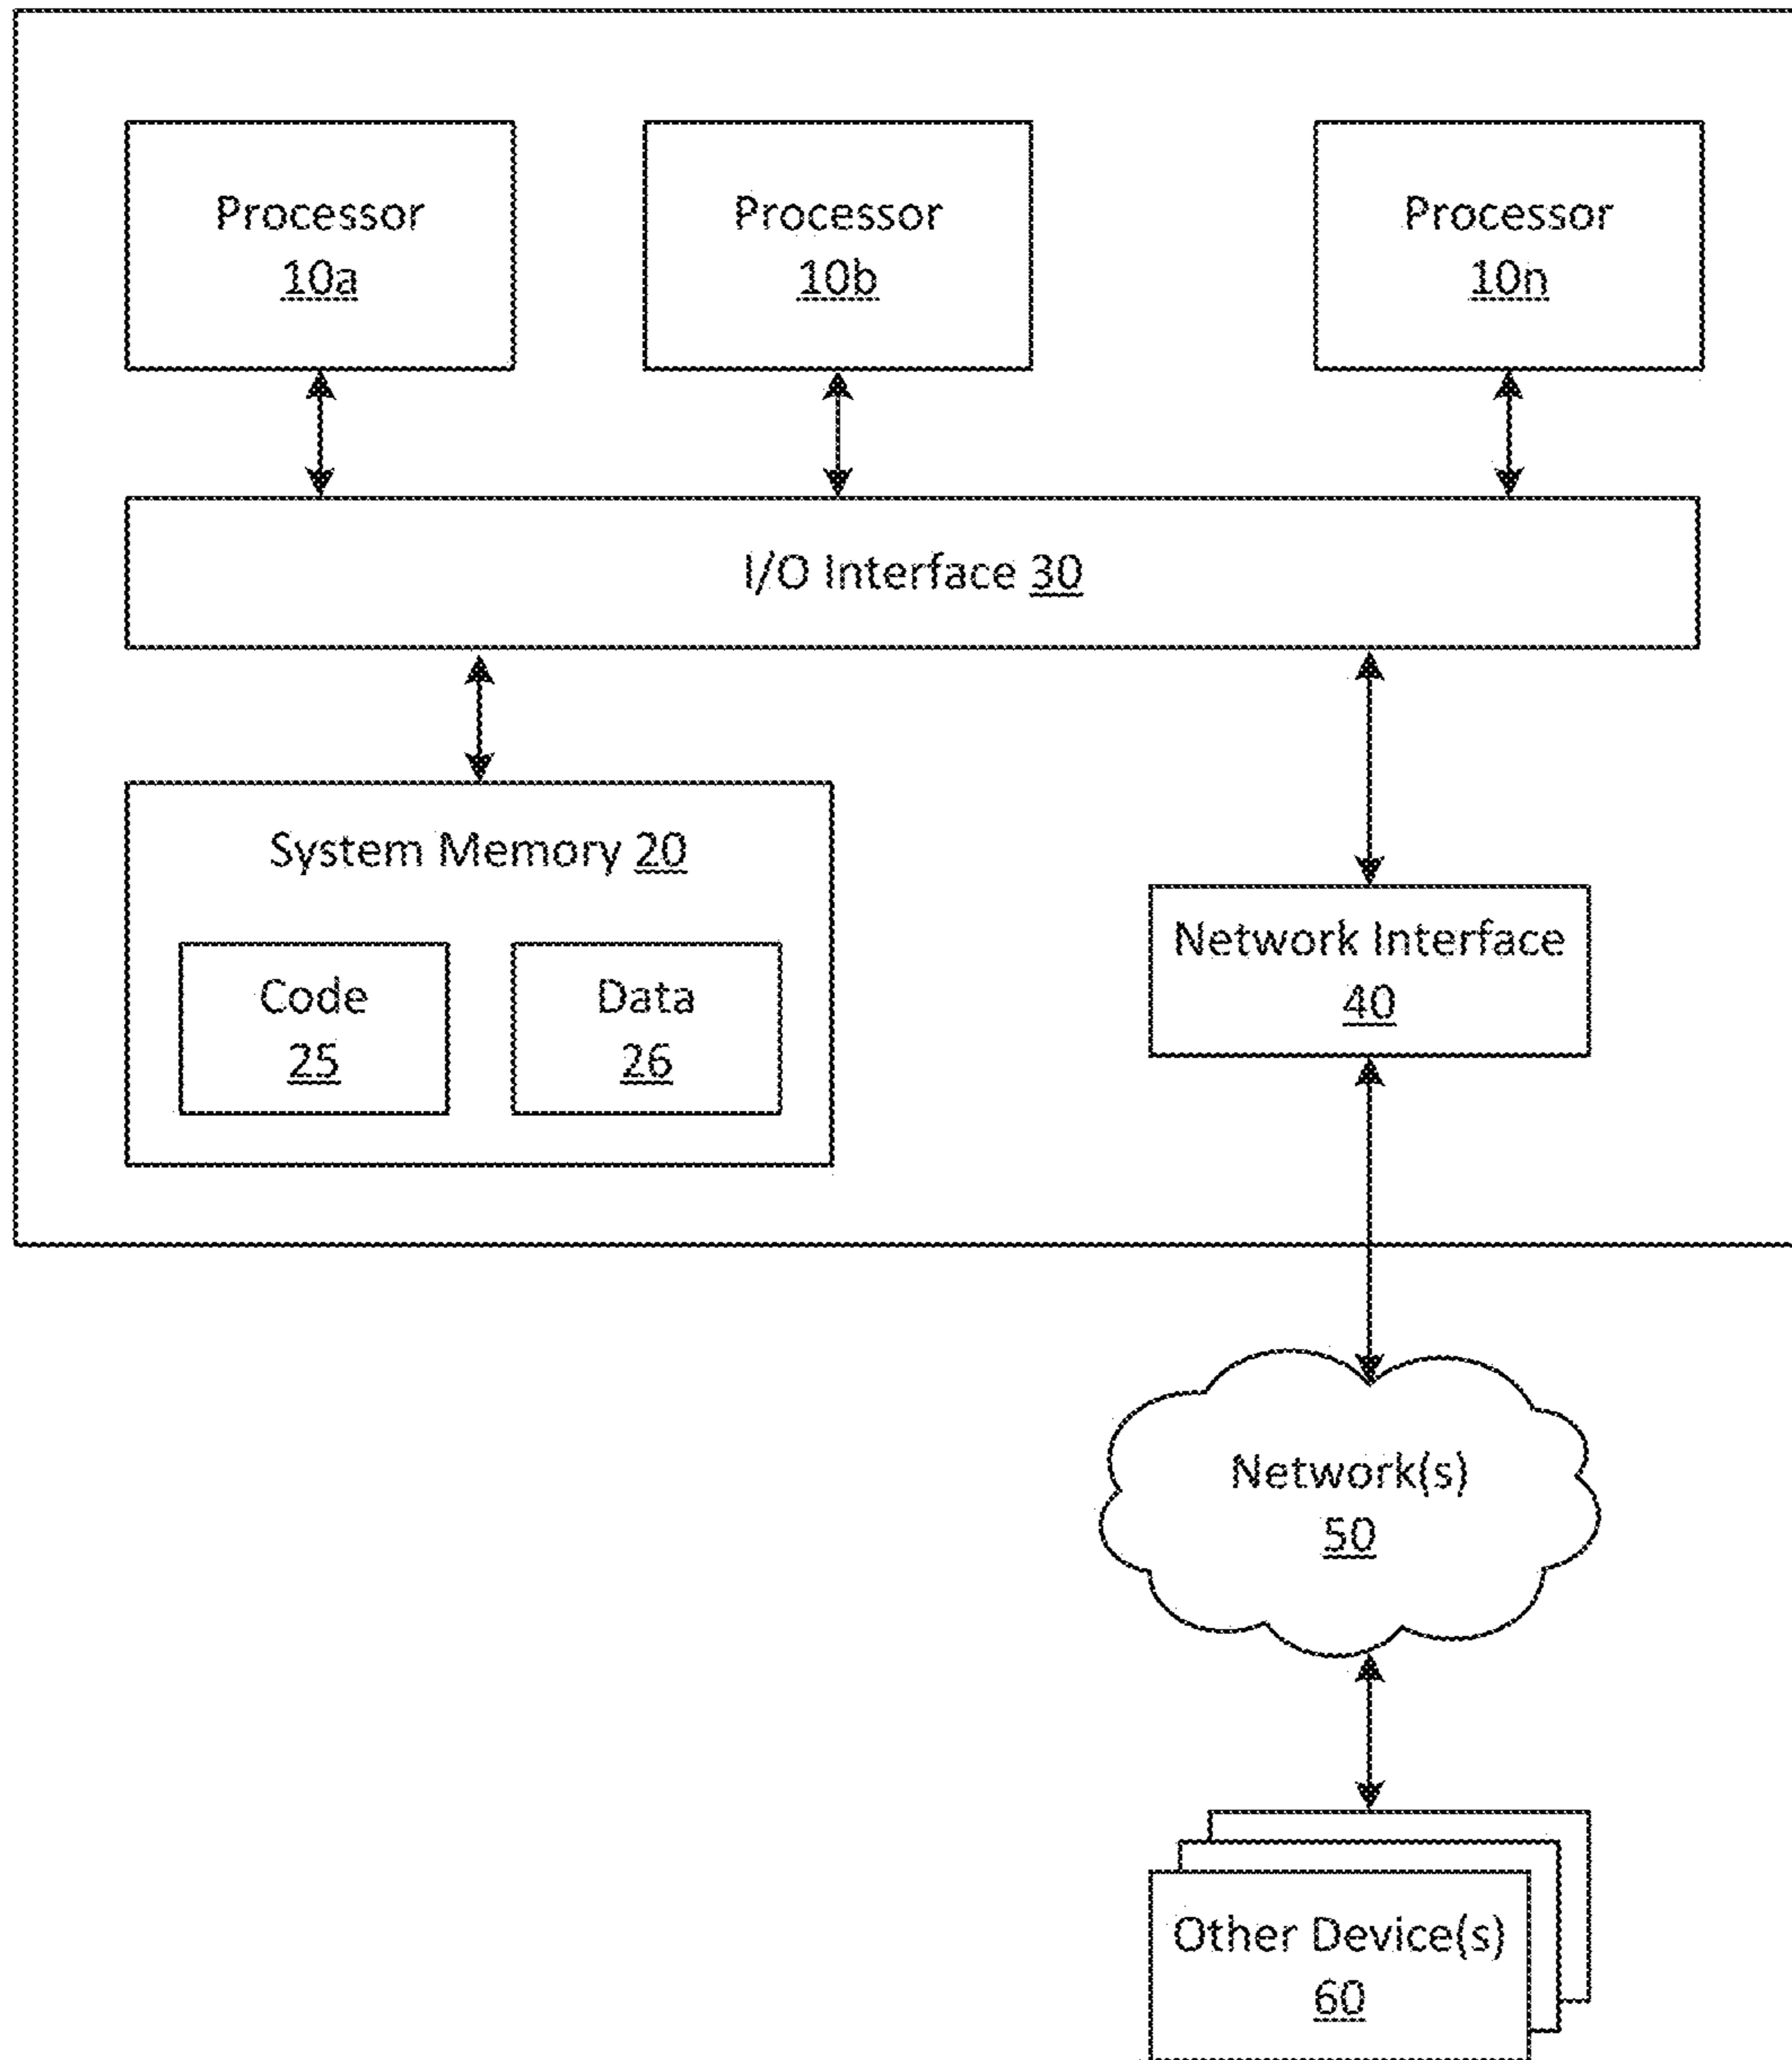 Processor
10a
Processor
10b
Processor
10n
I/O Interface 30
System Memory 20
Code
25
Data
26
Network Interface
40
Network(s)
50
Other Device(s)
60